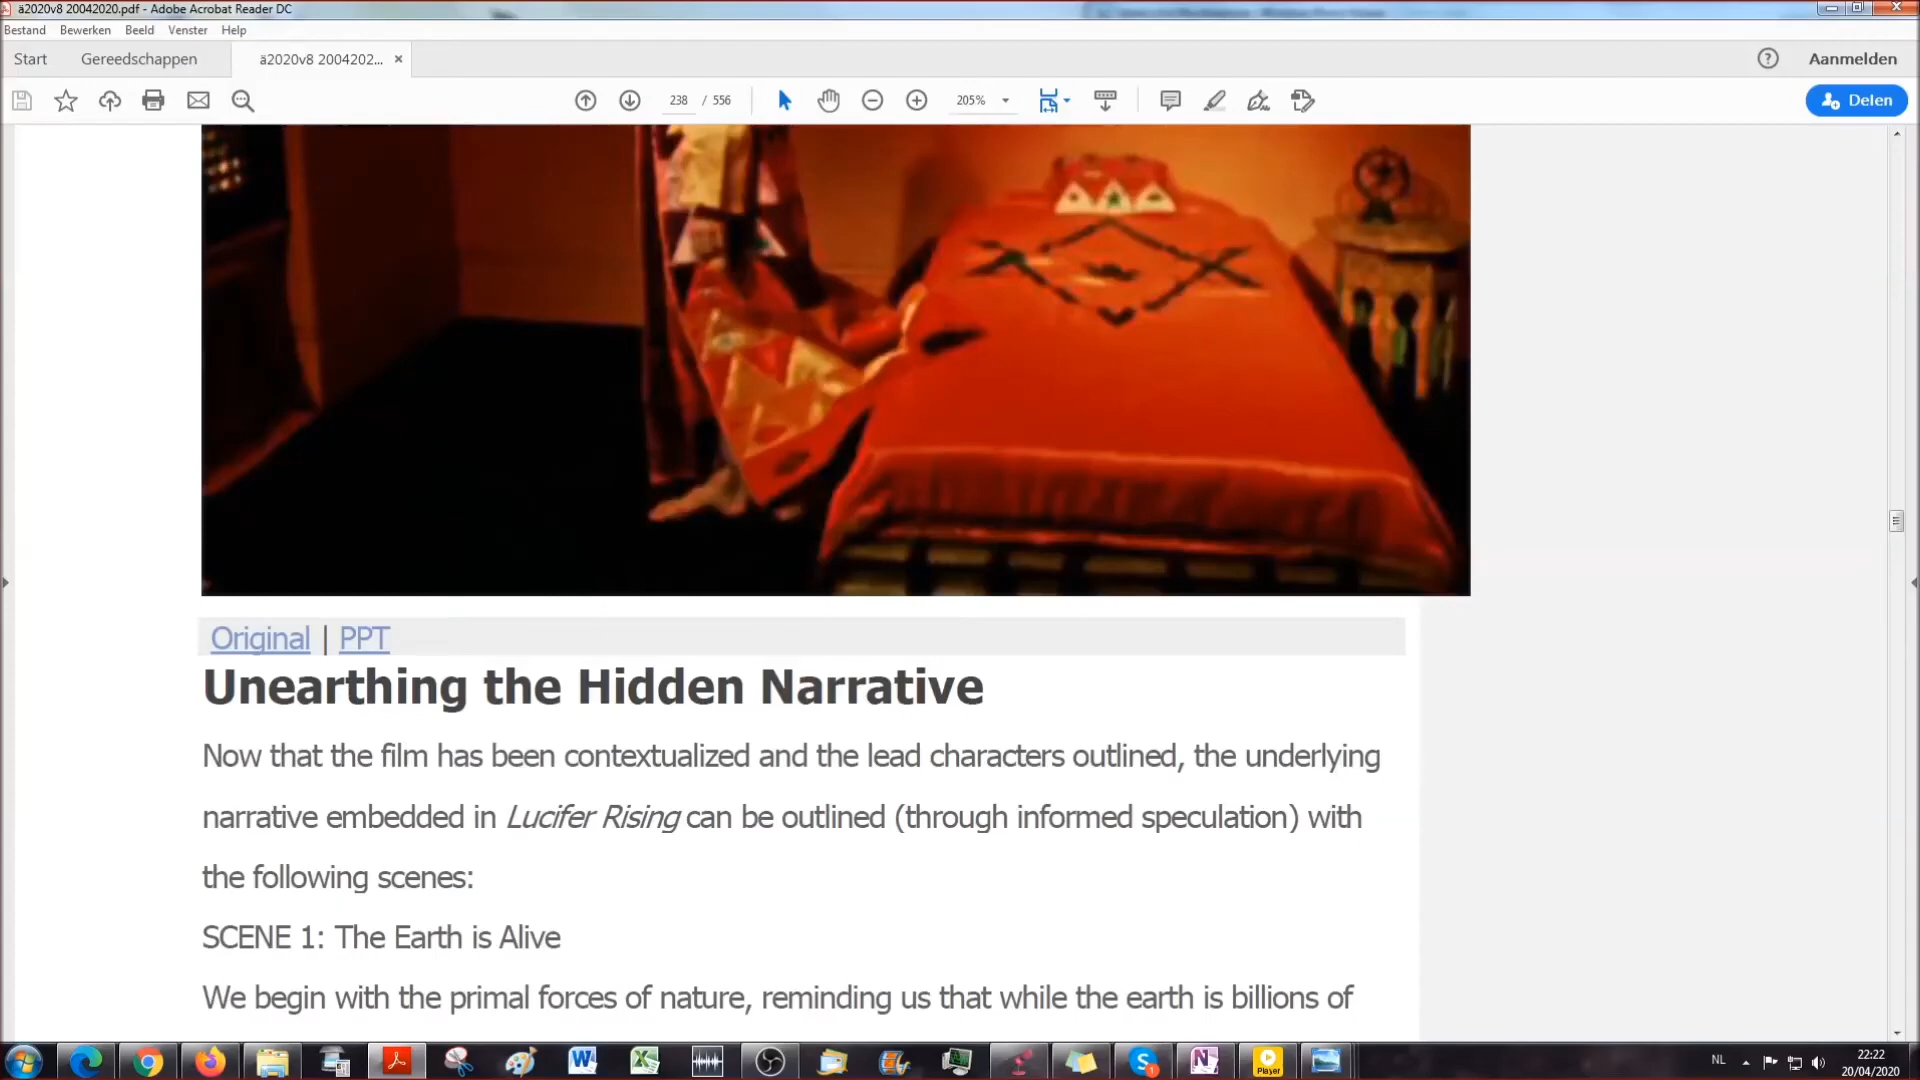 ä2020v8 20042020.pdf - Adobe Acrobat Reader DC
Bestand Bewerken Beeld Venster Help
Start Gereedschappen ä2020v8 2004202... Aanmelden
238 / 556 205% Delen
Original | PPT
Unearthing the Hidden Narrative
Now that the film has been contextualized and the lead characters outlined, the underlying
narrative embedded in Lucifer Rising can be outlined (through informed speculation) with
the following scenes:
SCENE 1: The Earth is Alive
We begin with the primal forces of nature, reminding us that while the earth is billions of
NL 22:22
20/04/2020